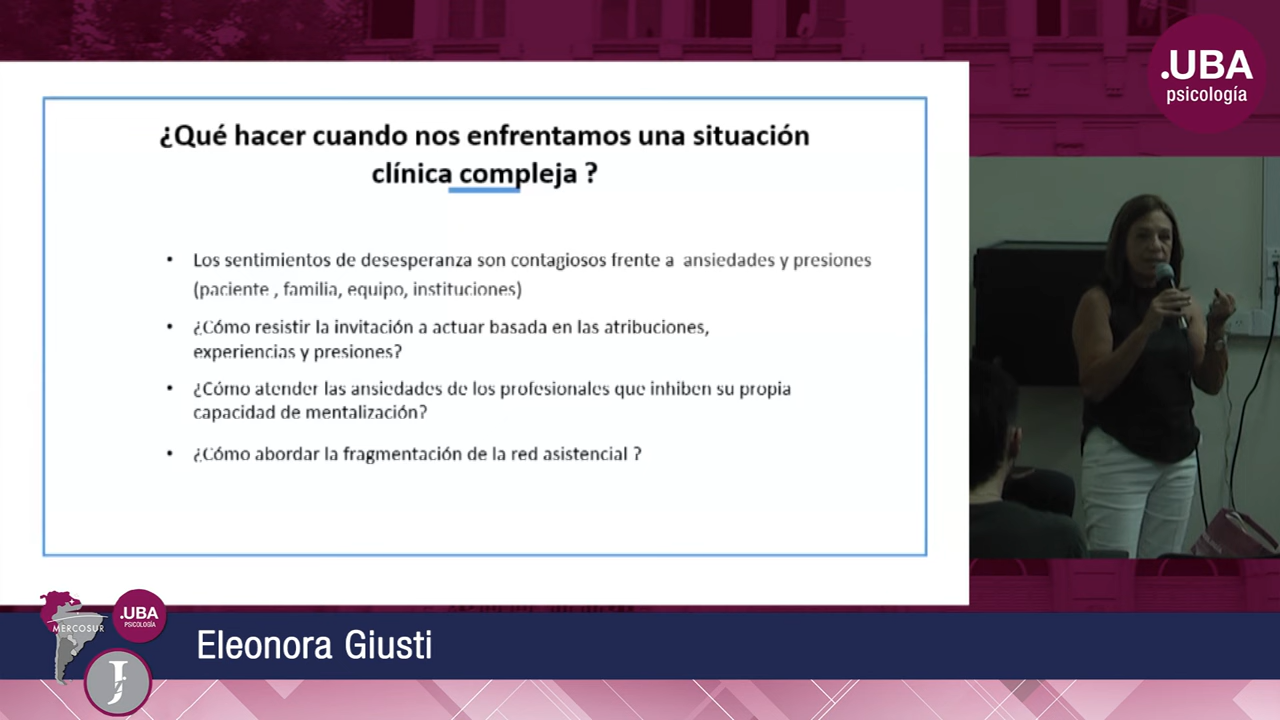 ¿Qué hacer cuando nos enfrentamos una situación
clínica compleja ?
• Los sentimientos de desesperanza son contagiosos frente a ansiedades y presiones
(paciente , familia, equipo, instituciones)
• ¿Cómo resistir la invitación a actuar basada en las atribuciones,
experiencias y presiones?
• ¿Cómo atender las ansiedades de los profesionales que inhiben su propia
capacidad de mentalización?
• ¿Cómo abordar la fragmentación de la red asistencial ?
.UBA
psicología
MERCOSUR
.UBA
PSICOLOGÍA
J
Eleonora Giusti